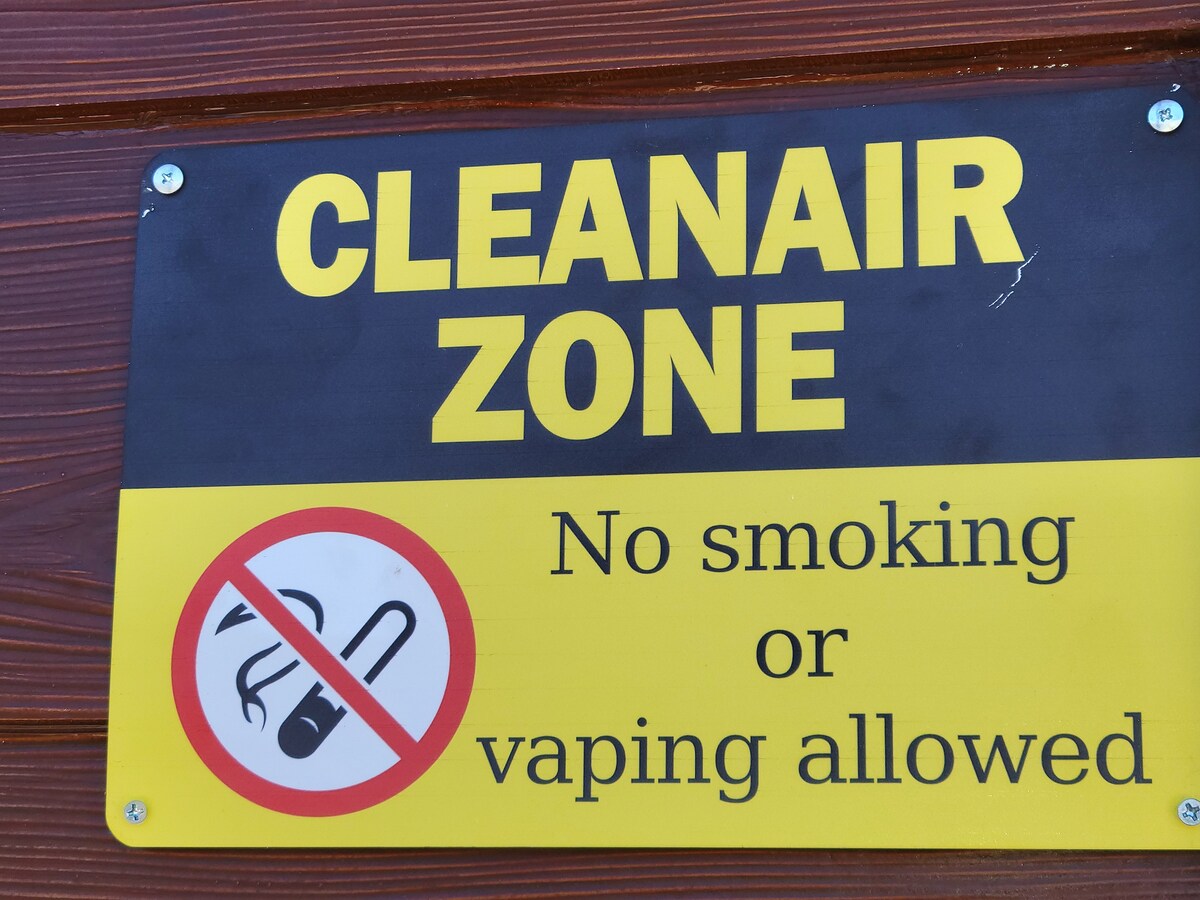 CLEANAIR
ZONE
No smoking
or
vaping allowed